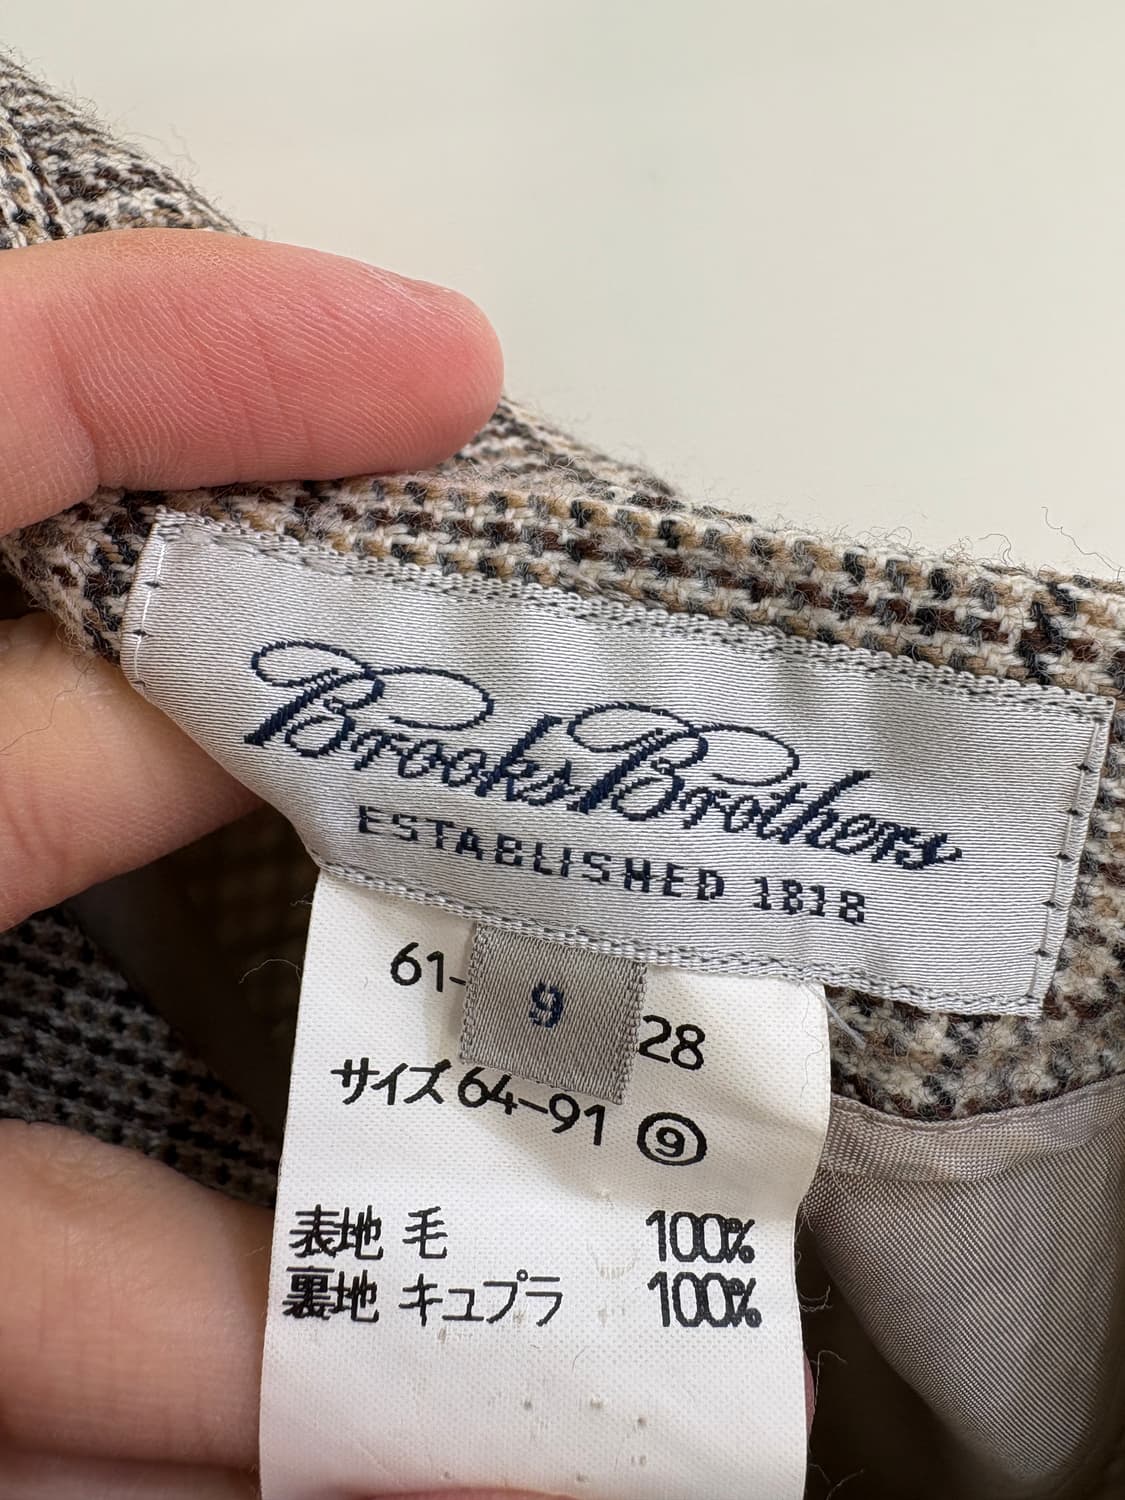 Brooks Brothers
ESTABLISHED 1818
9
61- 28
サイズ 64-91 ⑨
表地 毛 100%
裏地 キュプラ 100%